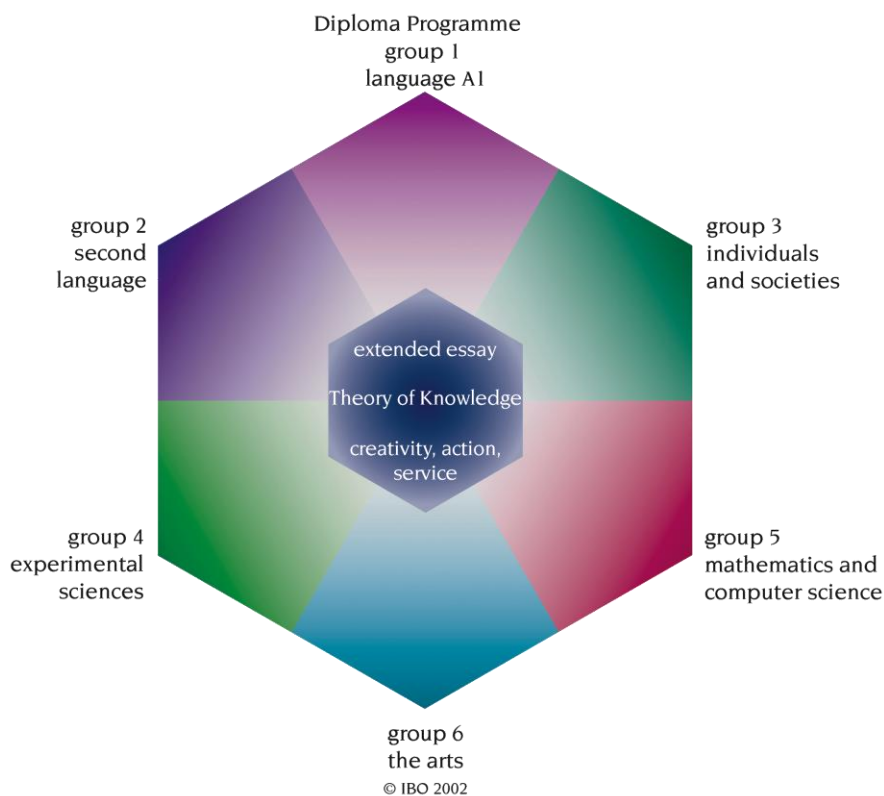 Diploma Programme
group 1
language A1
group 2
second
language
group 3
individuals
and societies
extended essay
Theory of Knowledge
creativity, action,
service
group 4
experimental
sciences
group 5
mathematics and
computer science
group 6
the arts
© IBO 2002